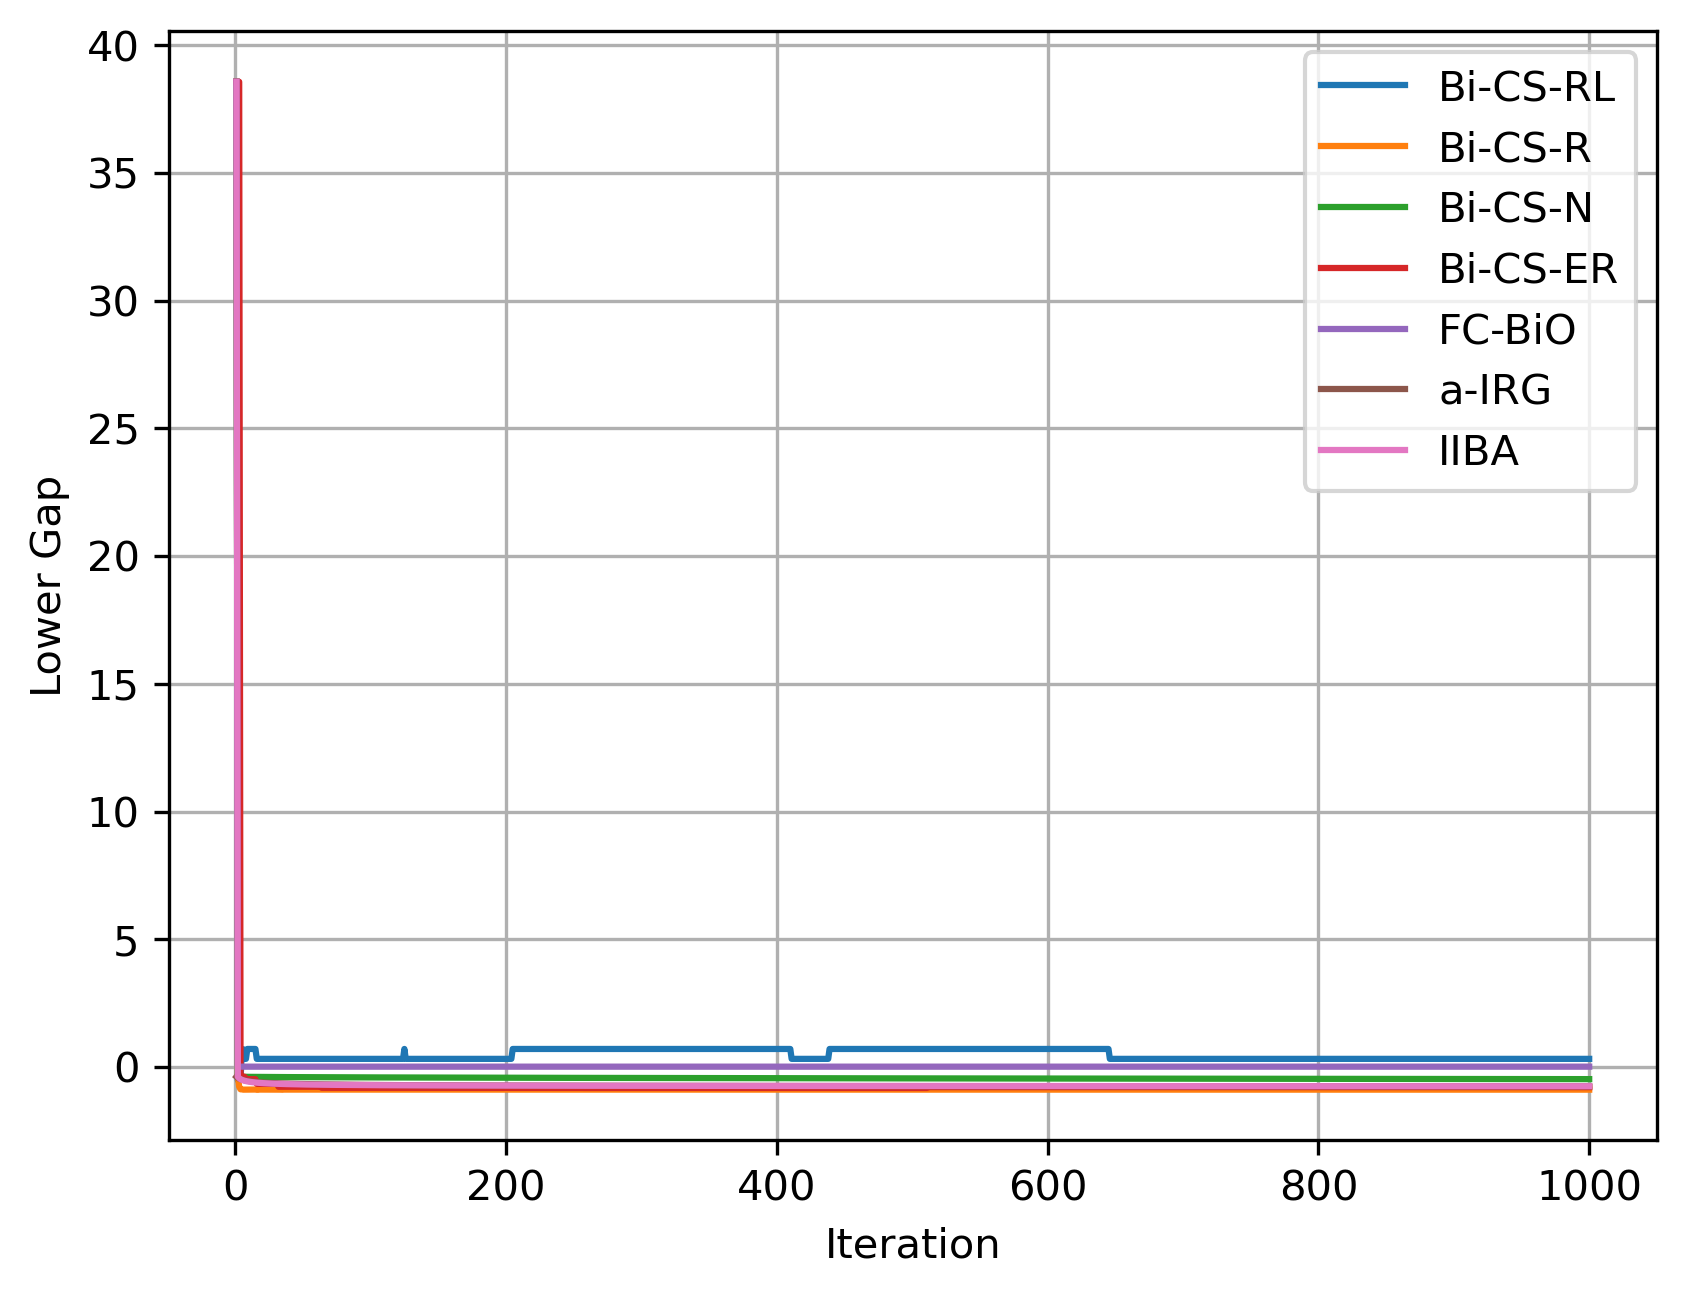 40
35
30
25
20
15
10
5
0
Lower Gap
Bi-CS-RL
Bi-CS-R
Bi-CS-N
Bi-CS-ER
FC-BiO
a-IRG
IIBA
0 200 400 600 800 1000
Iteration